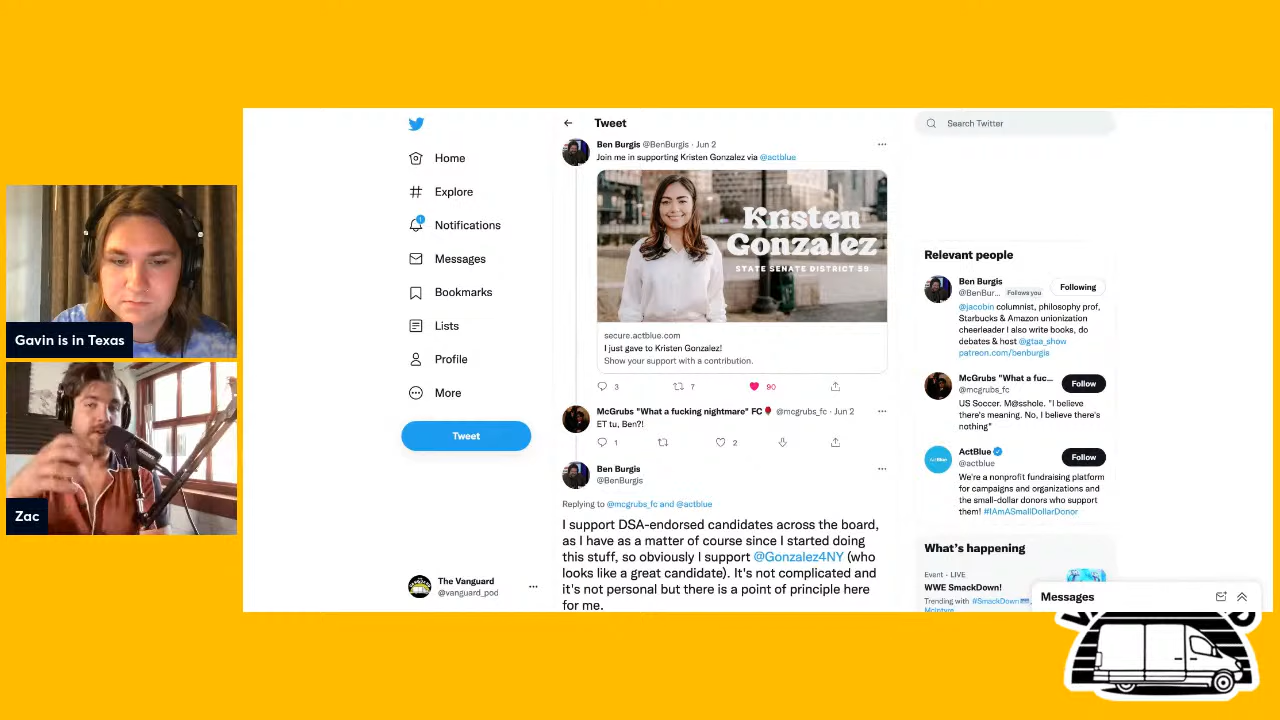 Gavin is in Texas
Zac
Home
Explore
1
Notifications
Messages
Bookmarks
Lists
Profile
More
Tweet
The Vanguard
@vanguard_pod
Tweet
Ben Burgis @BenBurgis · Jun 2
Join me in supporting Kristen Gonzalez via @actblue
Kristen
Gonzalez
STATE SENATE DISTRICT 59
secure.actblue.com
I just gave to Kristen Gonzalez!
Show your support with a contribution.
3 7 90
McGrubs "What a fucking nightmare" FC @mcgrubs_fc · Jun 2
ET tu, Ben?!
1 2
Ben Burgis
@BenBurgis
Replying to @mcgrubs_fc and @actblue
I support DSA-endorsed candidates across the board,
as I have as a matter of course since I started doing
this stuff, so obviously I support @Gonzalez4NY (who
looks like a great candidate). It's not complicated and
it's not personal but there is a point of principle here
for me.
Search Twitter
Relevant people
Ben Burgis
@BenBur... Follows you
Following
@jacobin columnist, philosophy prof,
Starbucks & Amazon unionization
cheerleader I also write books, do
debates & host @gtaa_show
patreon.com/benburgis
McGrubs "What a fuc...
@mcgrubs_fc
Follow
US Soccer. M@sshole. "I believe
there's meaning. No, I believe there's
nothing"
ActBlue
@actblue
Follow
We're a nonprofit fundraising platform
for campaigns and organizations and
the small-dollar donors who support
them! #IAmASmallDollarDonor
What's happening
Event · LIVE
WWE SmackDown!
Trending with #SmackDown
McIntyre
Messages